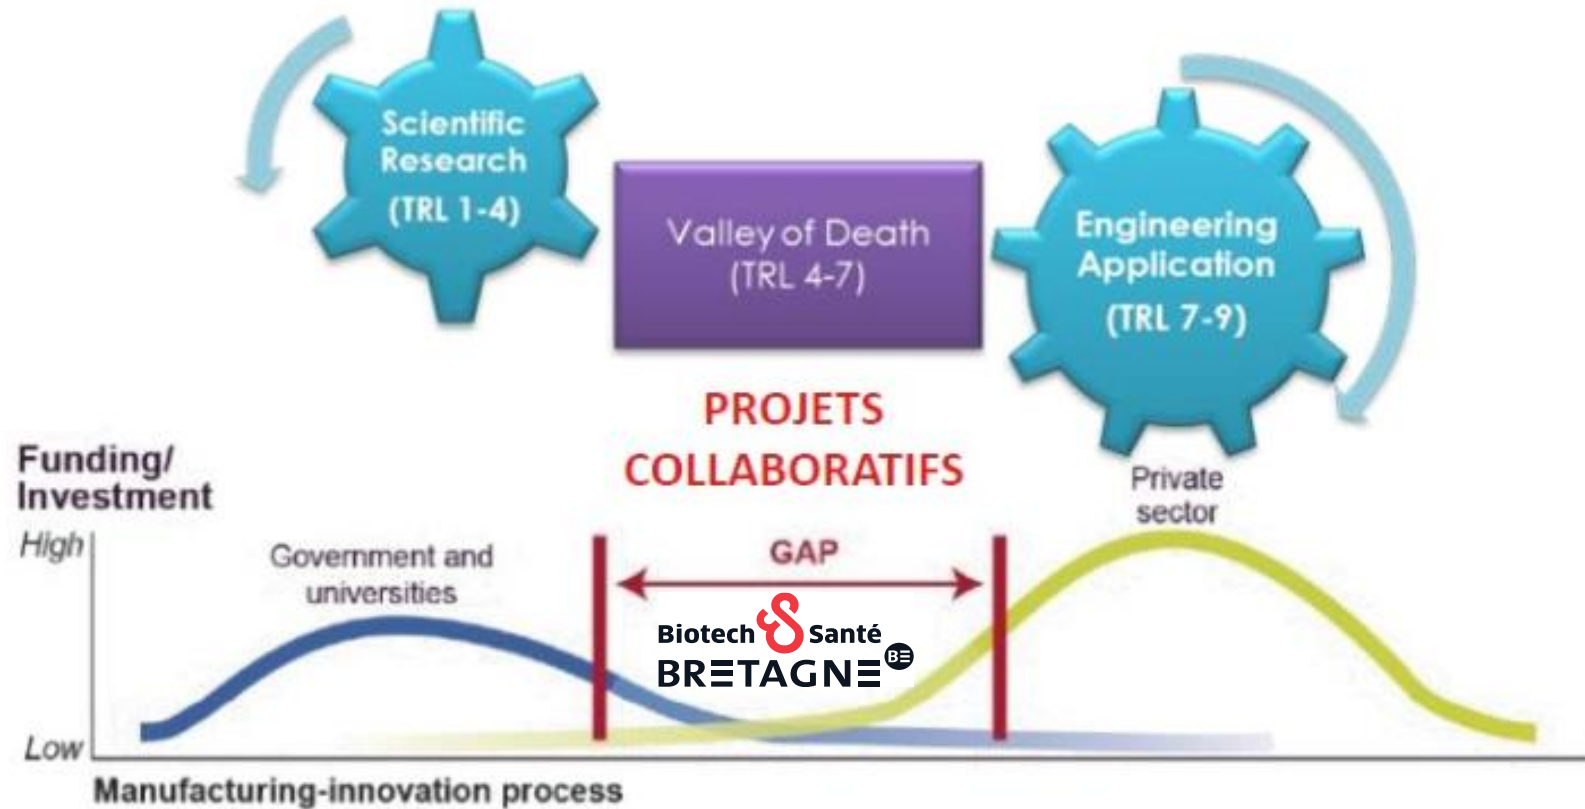 Scientific
Research
(TRL 1-4)
Valley of Death
(TRL 4-7)
Engineering
Application
(TRL 7-9)
PROJETS
COLLABORATIFS
Funding/
Investment
High
Government and
universities
GAP
Private
sector
Biotech & Santé
BRETAGNE BE
Low
Manufacturing-innovation process